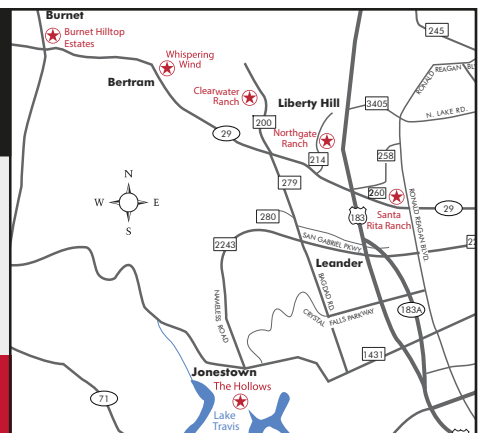 Burnet
Burnet Hilltop
Estates
245
Whispering
Wind
RONALD REAGAN BL
Bertram
Clearwater
Ranch
Liberty Hill
3405
N. LAKE RD.
200
29
Northgate
Ranch
214
258
279
260
280
183
Santa
Rita Ranch
29
RONALD REAGAN BLVD
N
W
E
S
2243
SAN GABRIEL PKWY
Leander
BAGDAD RD
NAMELESS ROAD
CRYSTAL FALLS PARKWAY
183A
1431
Jonestown
The Hollows
71
Lake
Travis